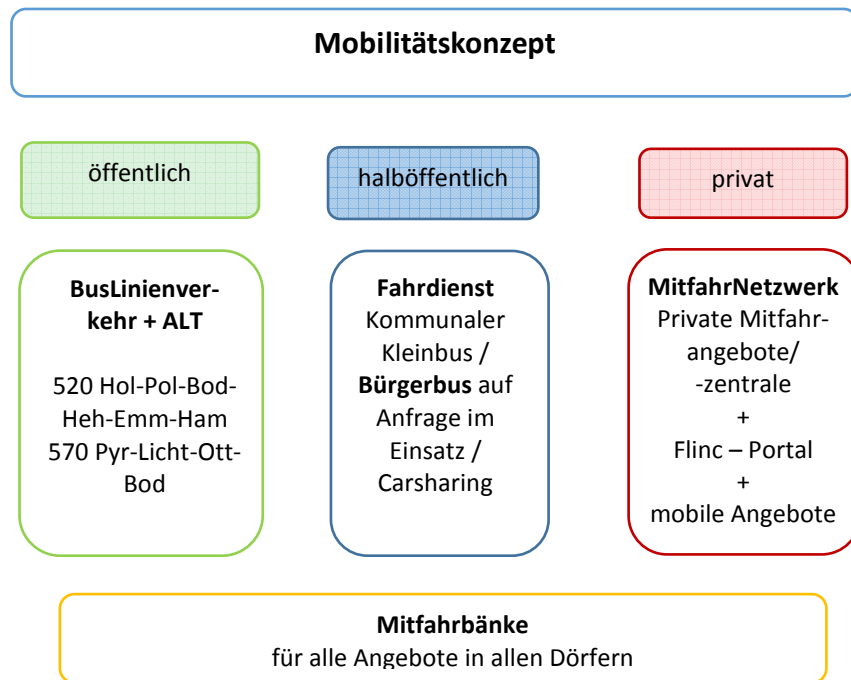 Mobilitätskonzept
öffentlich
halböffentlich
privat
BusLinienver-
kehr + ALT
520 Hol-Pol-Bod-
Heh-Emm-Ham
570 Pyr-Licht-Ott-
Bod
Fahrdienst
Kommunaler
Kleinbus /
Bürgerbus auf
Anfrage im
Einsatz /
Carsharing
MitfahrNetzwerk
Private Mitfahr-
angebote/
-zentrale
+
Flinc – Portal
+
mobile Angebote
Mitfahrbänke
für alle Angebote in allen Dörfern